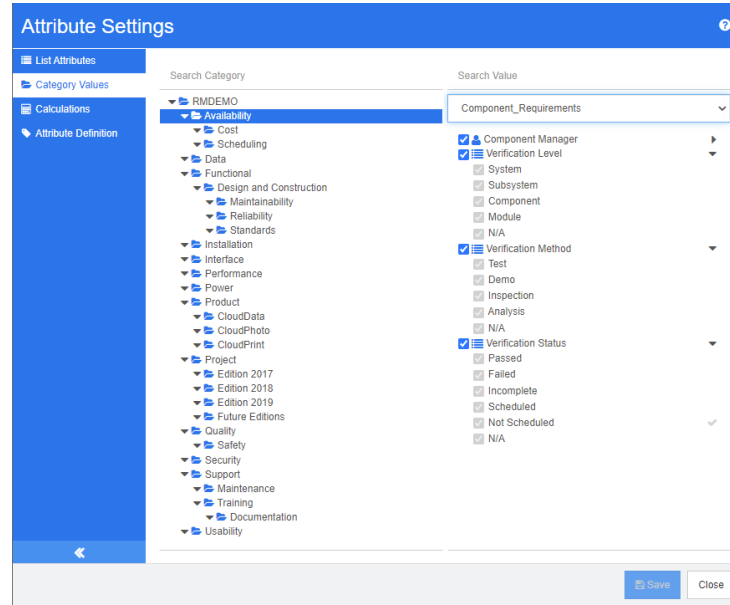 Attribute Settings
List Attributes
Category Values
Calculations
Attribute Definition
Search Category
RMDEMO
Availability
Cost
Scheduling
Data
Functional
Design and Construction
Maintainability
Reliability
Standards
Installation
Interface
Performance
Power
Product
CloudData
CloudPhoto
CloudPrint
Project
Edition 2017
Edition 2018
Edition 2019
Future Editions
Quality
Safety
Security
Support
Maintenance
Training
Documentation
Usability
Search Value
Component_Requirements
Component Manager
Verification Level
System
Subsystem
Component
Module
N/A
Verification Method
Test
Demo
Inspection
Analysis
N/A
Verification Status
Passed
Failed
Incomplete
Scheduled
Not Scheduled
N/A
Save
Close